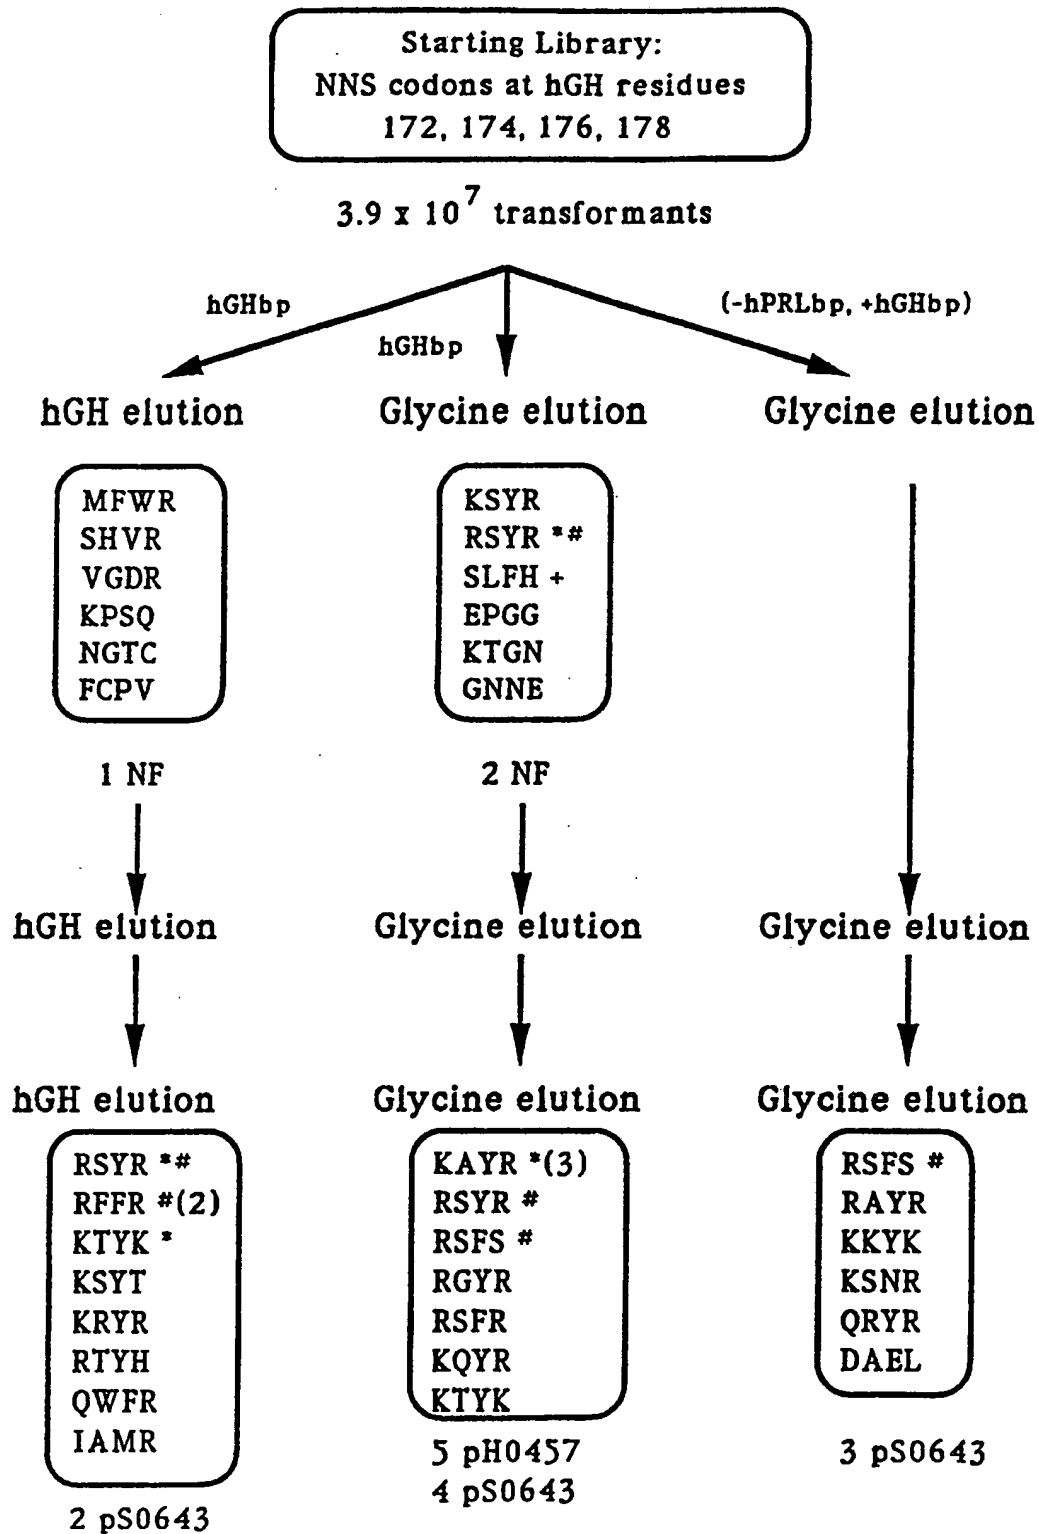 Starting Library:
NNS codons at hGH residues
172, 174, 176, 178
3.9 x 10^7 transformants
hGHbp
hGHbp
(-hPRLbp, +hGHbp)
hGH elution
Glycine elution
Glycine elution
MFWR
SHVR
VGDR
KPSQ
NGTC
FCPV
KSYR
RSYR *#
SLFH +
EPGG
KTGN
GNNE
1 NF
2 NF
hGH elution
Glycine elution
Glycine elution
hGH elution
Glycine elution
Glycine elution
RSYR *#
RFFR #(2)
KTYK *
KSYT
KRYR
RTYH
QWFR
IAMR
KAYR *(3)
RSYR #
RSFS #
RGYR
RSFR
KQYR
KTYK
RSFS #
RAYR
KKYK
KSNR
QRYR
DAEL
2 pS0643
5 pH0457
4 pS0643
3 pS0643